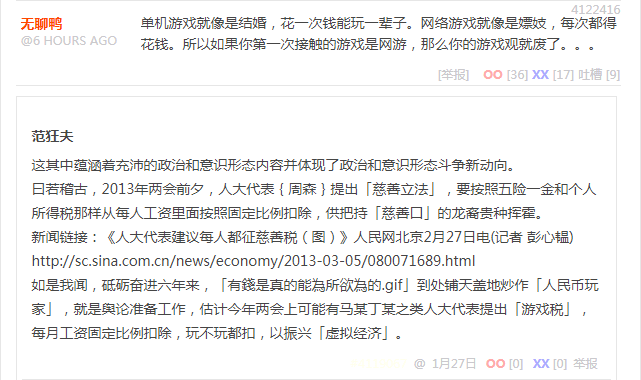 4122416
无聊鸭
@6 HOURS AGO
单机游戏就像是结婚，花一次钱能玩一辈子。网络游戏就像是嫖妓，每次都得
花钱。所以如果你第一次接触的游戏是网游，那么你的游戏观就废了。。。
[举报] OO [36] XX [17] 吐槽 [9]
范狂夫
这其中蕴涵着充沛的政治和意识形态内容并体现了政治和意识形态斗争新动向。
曰若稽古，2013年两会前夕，人大代表｛周森｝提出「慈善立法」，要按照五险一金和个人
所得税那样从每人工资里面按照固定比例扣除，供把持「慈善口」的龙裔贵种挥霍。
新闻链接：《人大代表建议每人都征慈善税（图）》人民网北京2月27日电(记者 彭心韫)
http://sc.sina.com.cn/news/economy/2013-03-05/080071689.html
如是我闻，砥砺奋进六年来，「有錢是真的能為所欲為的.gif」到处铺天盖地炒作「人民币玩
家」，就是舆论准备工作，估计今年两会上可能有马某丁某之类人大代表提出「游戏税」，
每月工资固定比例扣除，玩不玩都扣，以振兴「虚拟经济」。
@ 1月27日 OO [0] XX [0] 举报